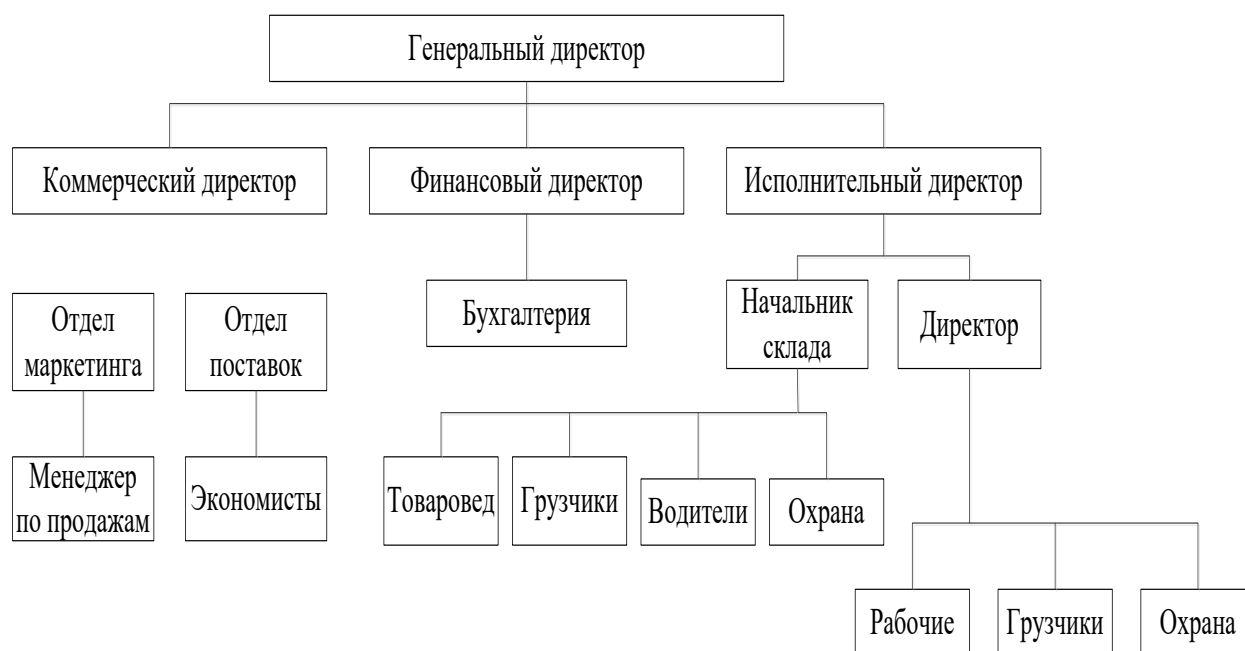 Генеральный директор
Коммерческий директор
Финансовый директор
Исполнительный директор
Отдел
маркетинга
Отдел
поставок
Бухгалтерия
Начальник
склада
Директор
Менеджер
по продажам
Экономисты
Товаровед
Грузчики
Водители
Охрана
Рабочие
Грузчики
Охрана